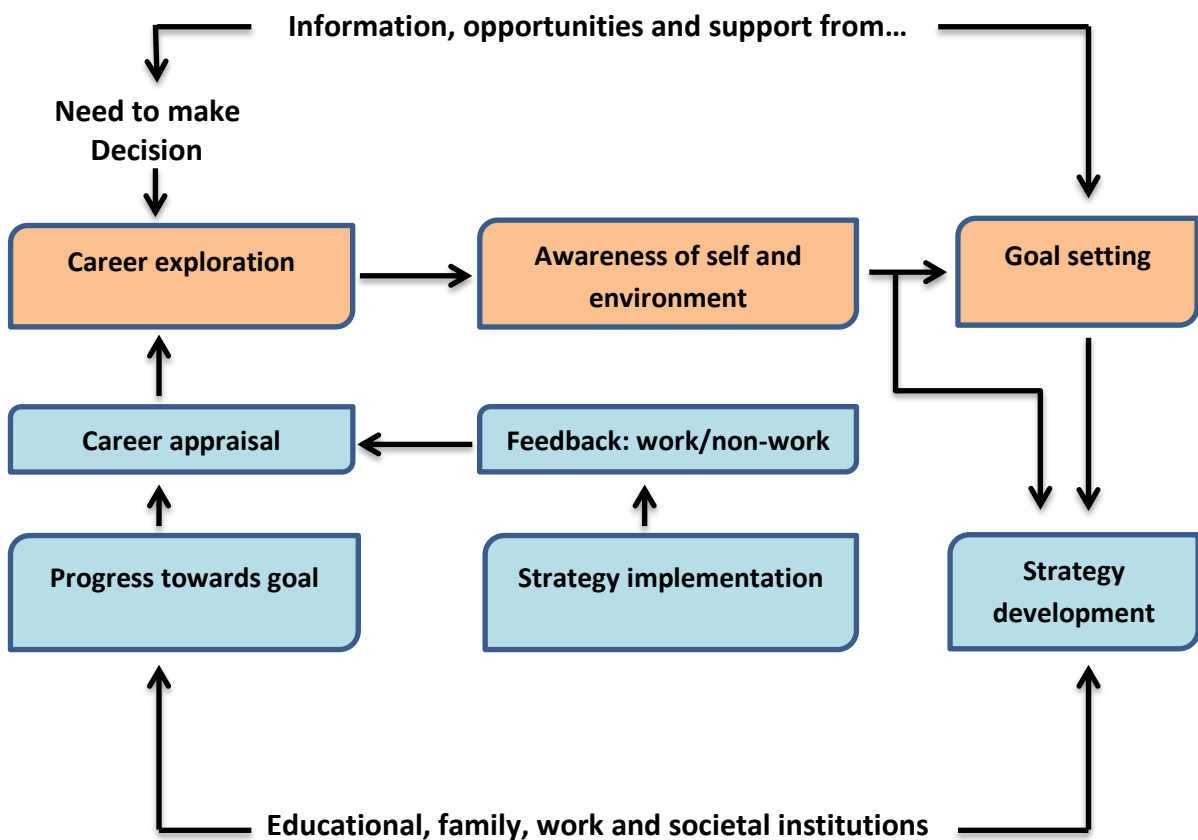 Information, opportunities and support from…
Need to make
Decision
Career exploration
Awareness of self and
environment
Goal setting
Career appraisal
Feedback: work/non-work
Progress towards goal
Strategy implementation
Strategy
development
Educational, family, work and societal institutions